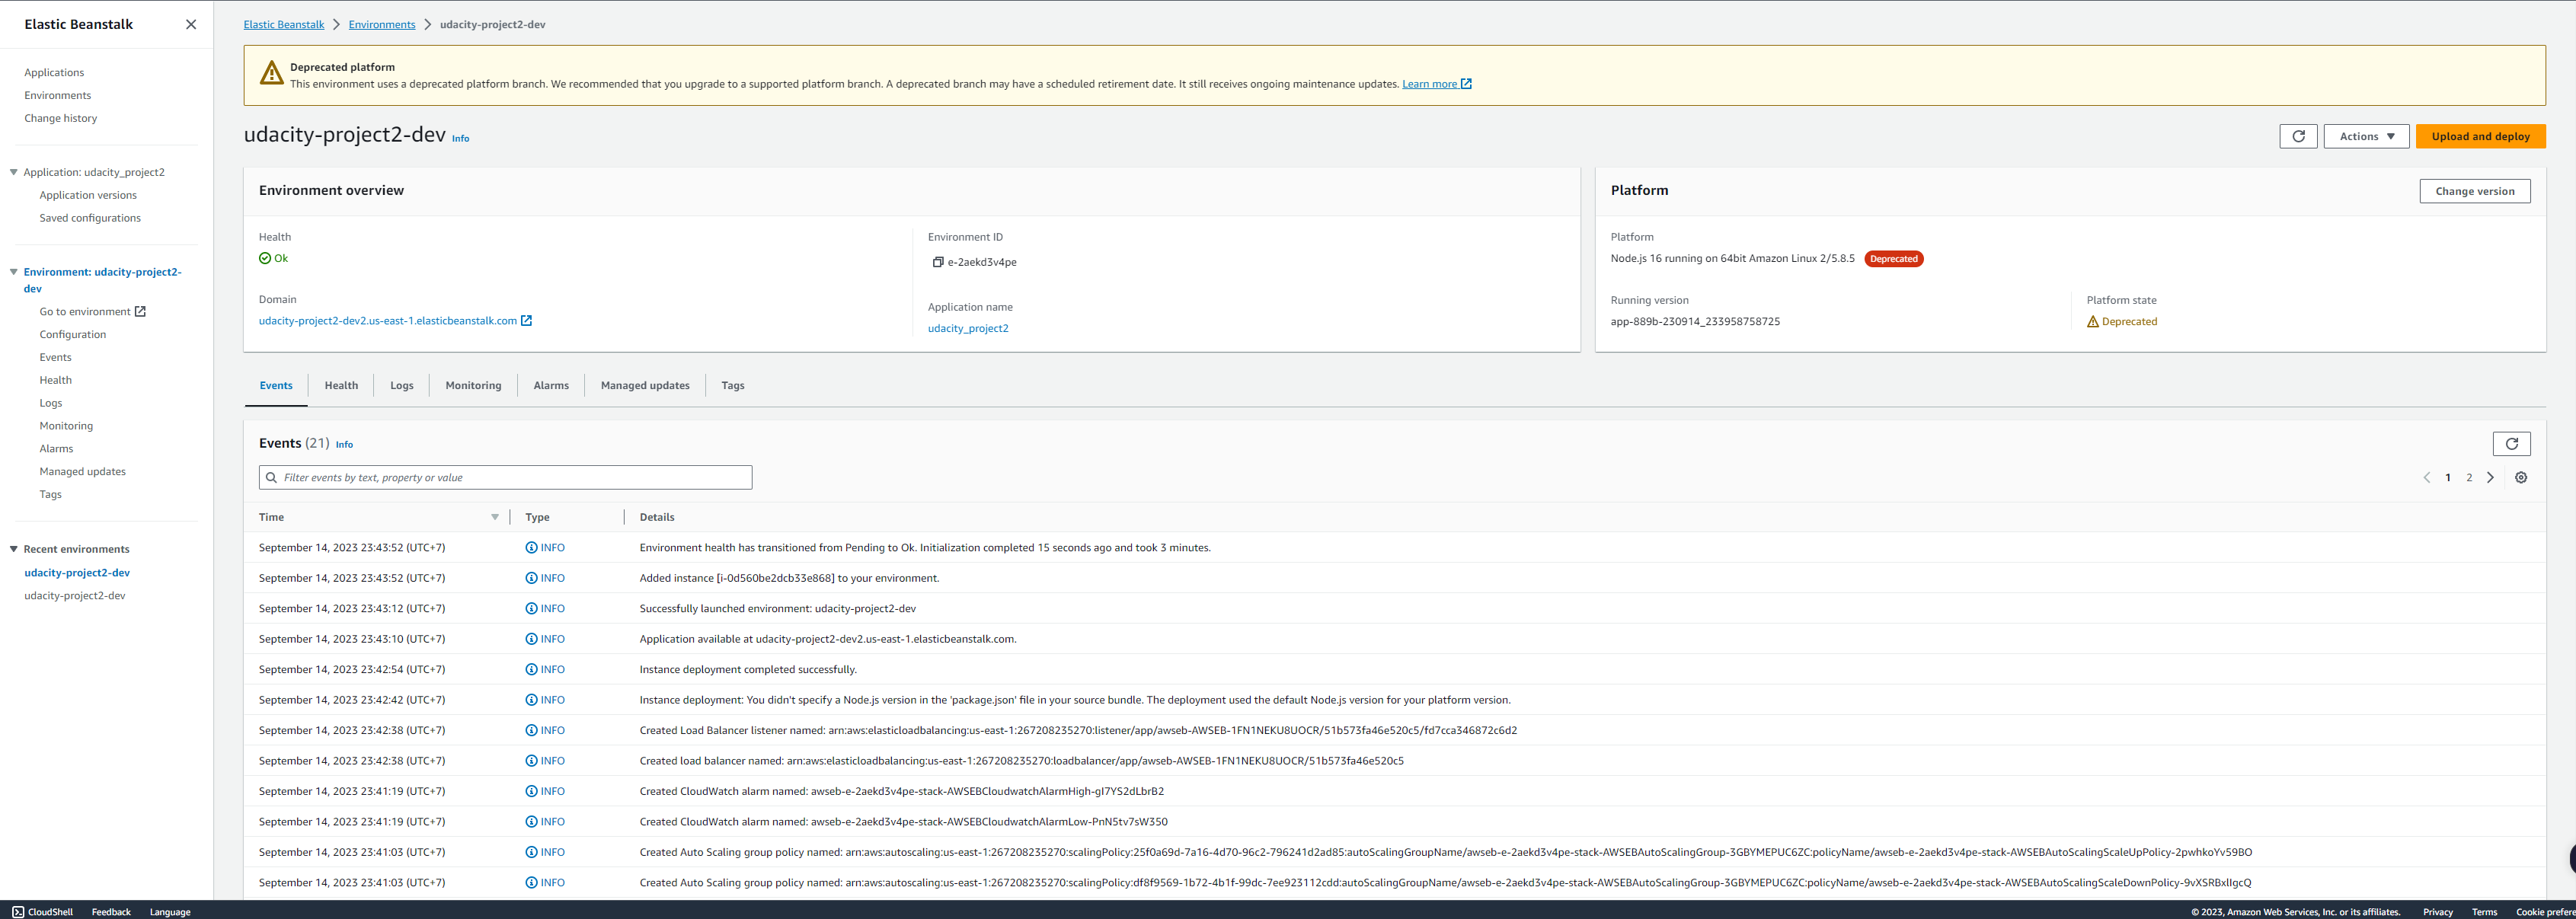 Elastic Beanstalk
Applications
Environments
Change history
Application: udacity_project2
Application versions
Saved configurations
Environment: udacity-project2-
dev
Go to environment
Configuration
Events
Health
Logs
Monitoring
Alarms
Managed updates
Tags
Recent environments
udacity-project2-dev
udacity-project2-dev
Elastic Beanstalk > Environments > udacity-project2-dev
Deprecated platform
This environment uses a deprecated platform branch. We recommended that you upgrade to a supported platform branch. A deprecated branch may have a scheduled retirement date. It still receives ongoing maintenance updates. Learn more
udacity-project2-dev Info
Actions
Upload and deploy
Environment overview
Health
Ok
Domain
udacity-project2-dev2.us-east-1.elasticbeanstalk.com
Environment ID
e-2aekd3v4pe
Application name
udacity_project2
Platform
Change version
Platform
Node.js 16 running on 64bit Amazon Linux 2/5.8.5 Deprecated
Running version
app-889b-230914_233958758725
Platform state
Deprecated
Events Health Logs Monitoring Alarms Managed updates Tags
Events (21) Info
Filter events by text, property or value
1 2
Time Type Details
September 14, 2023 23:43:52 (UTC+7) INFO Environment health has transitioned from Pending to Ok. Initialization completed 15 seconds ago and took 3 minutes.
September 14, 2023 23:43:52 (UTC+7) INFO Added instance [i-0d560be2dcb33e868] to your environment.
September 14, 2023 23:43:12 (UTC+7) INFO Successfully launched environment: udacity-project2-dev
September 14, 2023 23:43:10 (UTC+7) INFO Application available at udacity-project2-dev2.us-east-1.elasticbeanstalk.com.
September 14, 2023 23:42:54 (UTC+7) INFO Instance deployment completed successfully.
September 14, 2023 23:42:42 (UTC+7) INFO Instance deployment: You didn't specify a Node.js version in the 'package.json' file in your source bundle. The deployment used the default Node.js version for your platform version.
September 14, 2023 23:42:38 (UTC+7) INFO Created Load Balancer listener named: arn:aws:elasticloadbalancing:us-east-1:267208235270:listener/app/awseb-AWSEB-1FN1NEKU8UOCR/51b573fa46e520c5/fd7cca346872c6d2
September 14, 2023 23:42:38 (UTC+7) INFO Created load balancer named: arn:aws:elasticloadbalancing:us-east-1:267208235270:loadbalancer/app/awseb-AWSEB-1FN1NEKU8UOCR/51b573fa46e520c5
September 14, 2023 23:41:19 (UTC+7) INFO Created CloudWatch alarm named: awseb-e-2aekd3v4pe-stack-AWSEBCloudwatchAlarmHigh-gI7YS2dLbrB2
September 14, 2023 23:41:19 (UTC+7) INFO Created CloudWatch alarm named: awseb-e-2aekd3v4pe-stack-AWSEBCloudwatchAlarmLow-PnN5tv7sW350
September 14, 2023 23:41:03 (UTC+7) INFO Created Auto Scaling group policy named: arn:aws:autoscaling:us-east-1:267208235270:scalingPolicy:25f0a69d-7a16-4d70-96c2-796241d2ad85:autoScalingGroupName/awseb-e-2aekd3v4pe-stack-AWSEBAutoScalingGroup-3GBYMEPUC6ZC:policyName/awseb-e-2aekd3v4pe-stack-AWSEBAutoScalingScaleUpPolicy-2pwhkoYv59BO
September 14, 2023 23:41:03 (UTC+7) INFO Created Auto Scaling group policy named: arn:aws:autoscaling:us-east-1:267208235270:scalingPolicy:df8f9569-1b72-4b1f-99dc-7ee923112cdd:autoScalingGroupName/awseb-e-2aekd3v4pe-stack-AWSEBAutoScalingGroup-3GBYMEPUC6ZC:policyName/awseb-e-2aekd3v4pe-stack-AWSEBAutoScalingScaleDownPolicy-9vXSRBxlIgcQ
CloudShell Feedback Language © 2023, Amazon Web Services, Inc. or its affiliates. Privacy Terms Cookie prefere